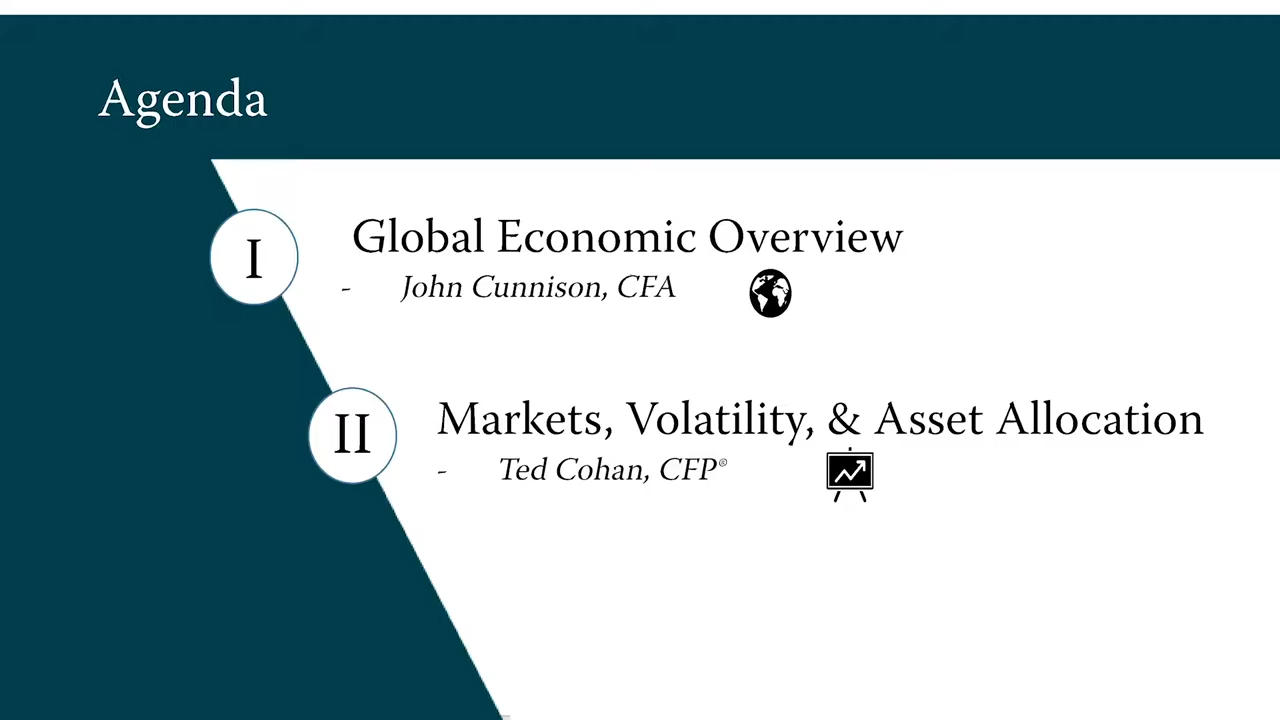 Agenda
I
Global Economic Overview
- John Cunnison, CFA
II
Markets, Volatility, & Asset Allocation
- Ted Cohan, CFP®